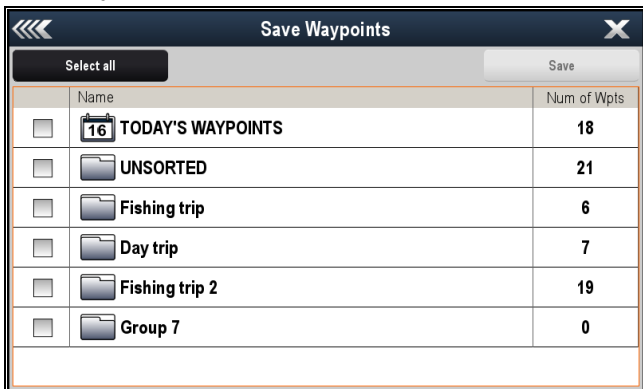 Save Waypoints
Select all Save
Name Num of Wpts
16 TODAY'S WAYPOINTS 18
UNSORTED 21
Fishing trip 6
Day trip 7
Fishing trip 2 19
Group 7 0